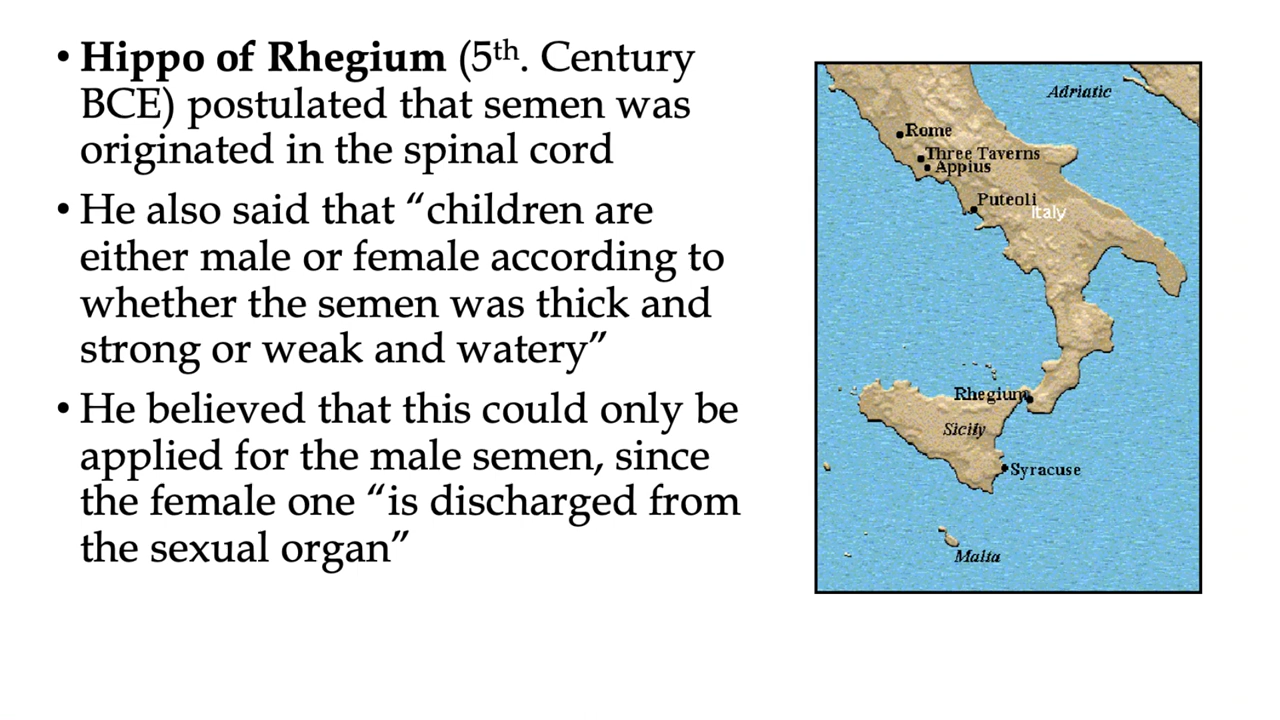 • Hippo of Rhegium (5th. Century
BCE) postulated that semen was
originated in the spinal cord
• He also said that “children are
either male or female according to
whether the semen was thick and
strong or weak and watery”
• He believed that this could only be
applied for the male semen, since
the female one “is discharged from
the sexual organ”
Adriatic
Rome
Three Taverns
Appius
Puteoli
Italy
Rhegium
Sicily
Syracuse
Malta